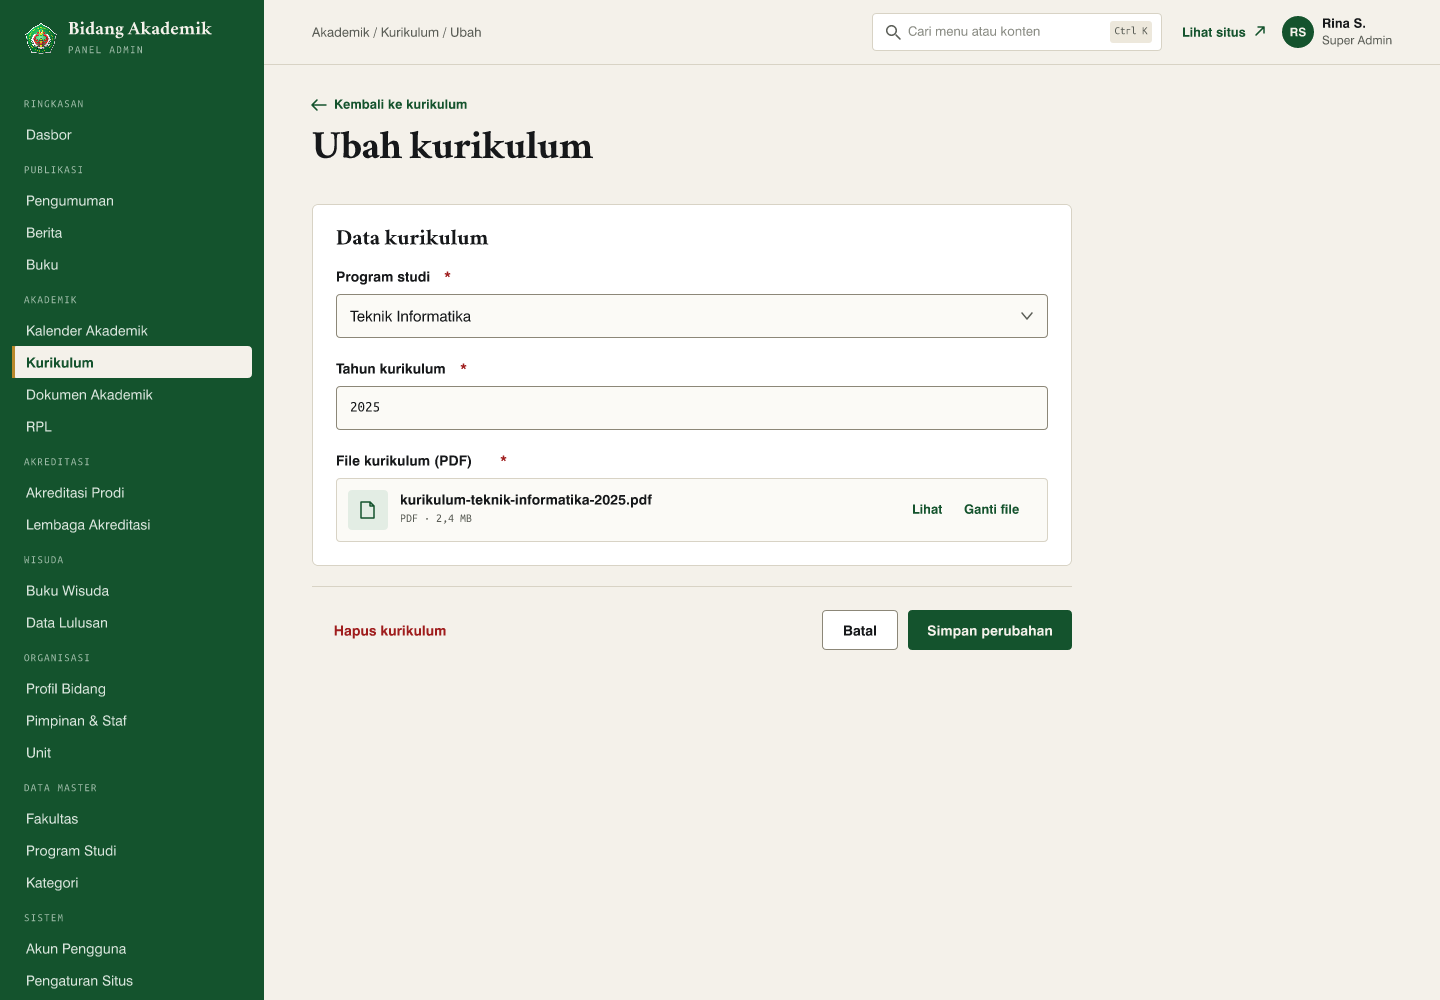 Bidang Akademik
PANEL ADMIN
RINGKASAN
Dasbor
PUBLIKASI
Pengumuman
Berita
Buku
AKADEMIK
Kalender Akademik
Kurikulum
Dokumen Akademik
RPL
AKREDITASI
Akreditasi Prodi
Lembaga Akreditasi
WISUDA
Buku Wisuda
Data Lulusan
ORGANISASI
Profil Bidang
Pimpinan & Staf
Unit
DATA MASTER
Fakultas
Program Studi
Kategori
SISTEM
Akun Pengguna
Pengaturan Situs
Akademik / Kurikulum / Ubah
Cari menu atau konten Ctrl K
Lihat situs
RS
Rina S.
Super Admin
Kembali ke kurikulum
Ubah kurikulum
Data kurikulum
Program studi *
Teknik Informatika
Tahun kurikulum *
2025
File kurikulum (PDF) *
kurikulum-teknik-informatika-2025.pdf
PDF · 2,4 MB
Lihat Ganti file
Hapus kurikulum Batal Simpan perubahan